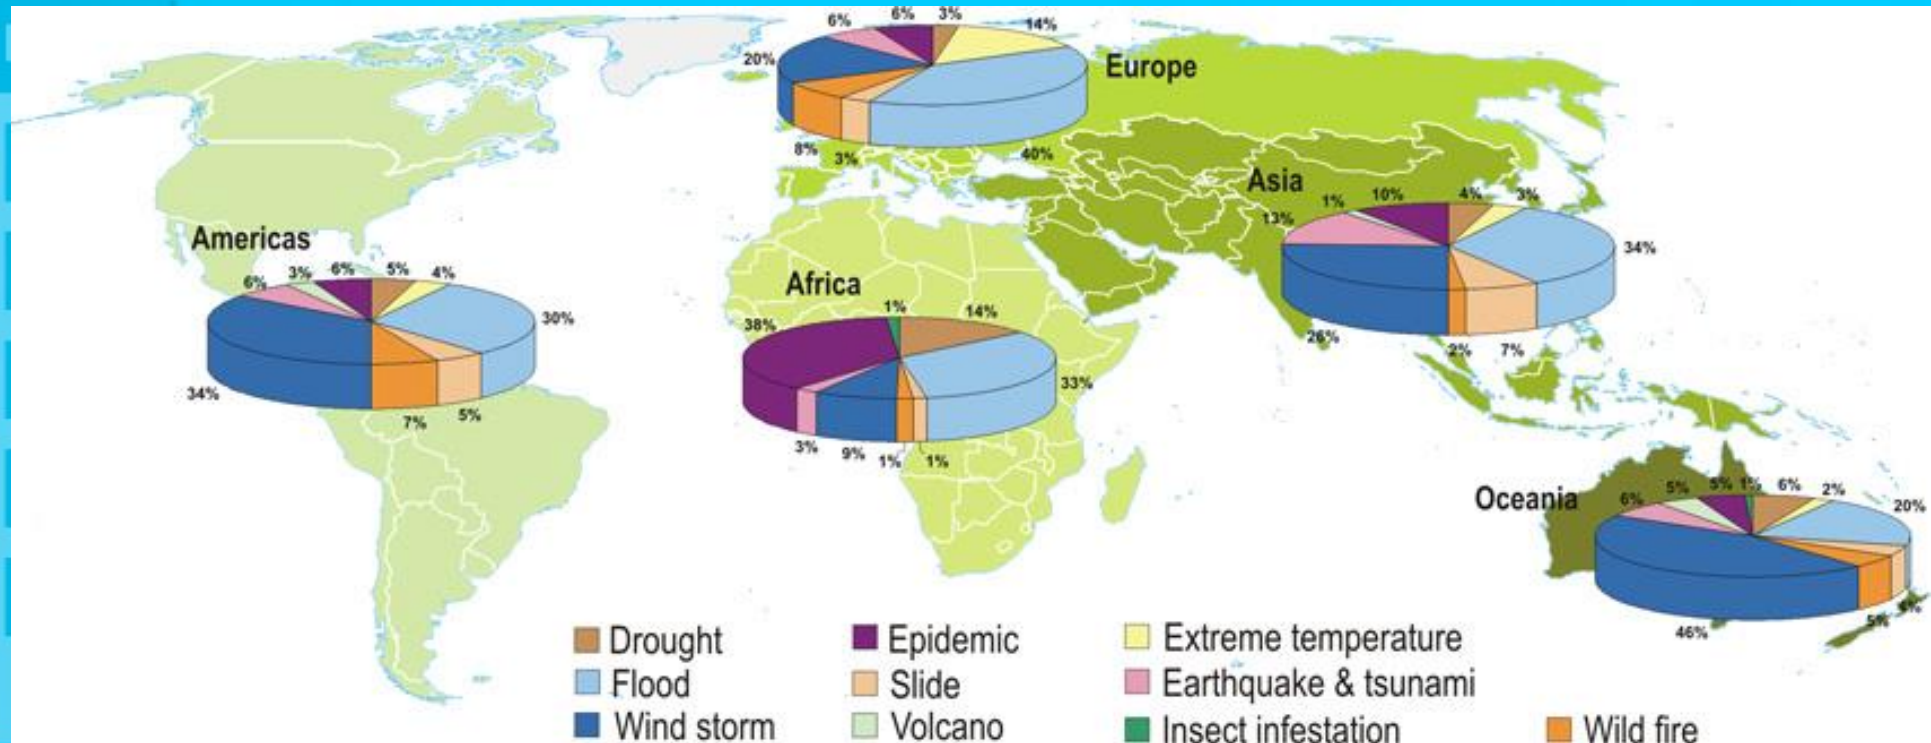 6% 6% 3% 14%
20%
Europe
8% 3% 40%
Asia
1% 10% 4% 3%
13%
34%
26% 2% 7%
Americas
6% 3% 6% 5% 4%
30%
34%
7% 5%
Africa
1%
38% 14%
33%
3% 9% 1% 1%
Oceania
6% 5% 5% 1% 6% 2% 20%
5%
46%
Drought Epidemic Extreme temperature
Flood Slide Earthquake & tsunami
Wind storm Volcano Insect infestation Wild fire